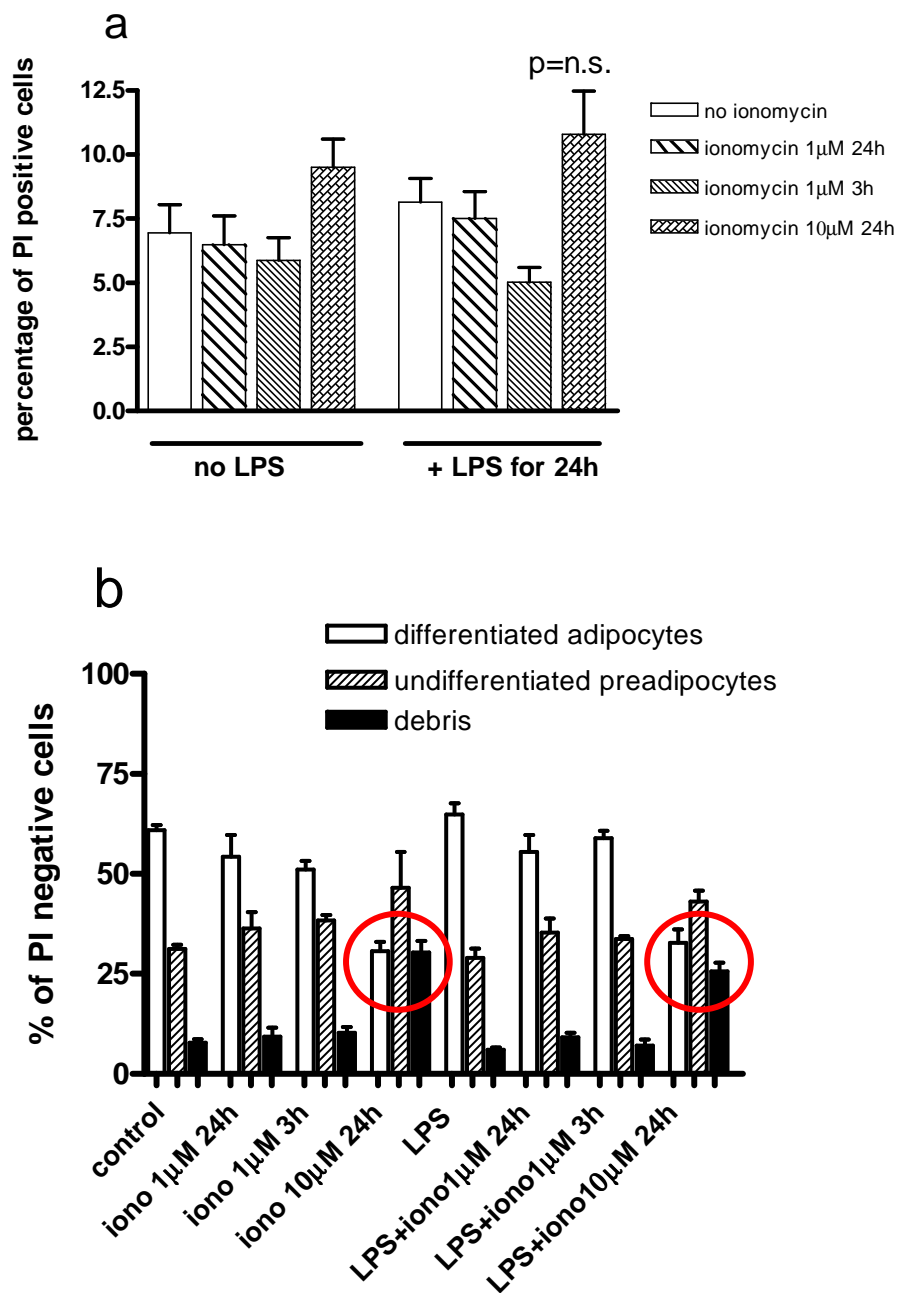 a
percentage of PI positive cells
p=n.s.
12.5
10.0
7.5
5.0
2.5
0.0
no ionomycin
ionomycin 1μM 24h
ionomycin 1μM 3h
ionomycin 10μM 24h
no LPS
+ LPS for 24h
b
differentiated adipocytes
undifferentiated preadipocytes
debris
% of PI negative cells
100
75
50
25
0
control
iono 1μM 24h
iono 1μM 3h
iono 10μM 24h
LPS
LPS+iono1μM 24h
LPS+iono1μM 3h
LPS+iono10μM 24h